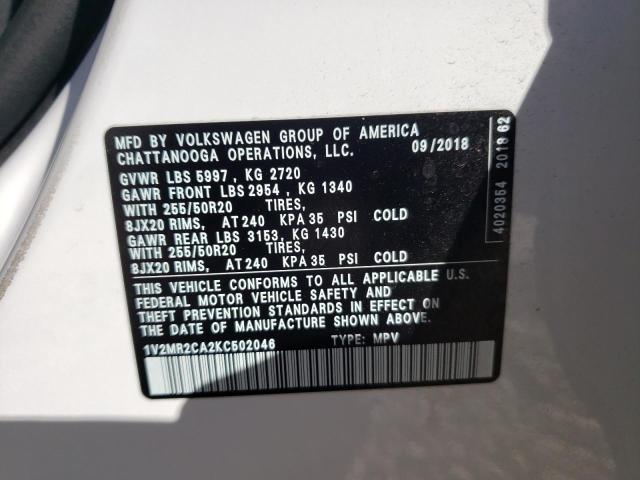 MFD BY VOLKSWAGEN GROUP OF AMERICA
CHATTANOOGA OPERATIONS, LLC. 09/2018
GVWR LBS 5997 , KG 2720
GAWR FRONT LBS 2954 , KG 1340
WITH 255/50R20 TIRES,
8JX20 RIMS, AT 240 KPA 35 PSI COLD
GAWR REAR LBS 3153, KG 1430
WITH 255/50R20 TIRES,
8JX20 RIMS, AT 240 KPA 35 PSI COLD
THIS VEHICLE CONFORMS TO ALL APPLICABLE U.S.
FEDERAL MOTOR VEHICLE SAFETY AND
THEFT PREVENTION STANDARDS IN EFFECT ON
THE DATE OF MANUFACTURE SHOWN ABOVE.
1V2MR2CA2KC502046 TYPE: MPV
4020354 2018 62